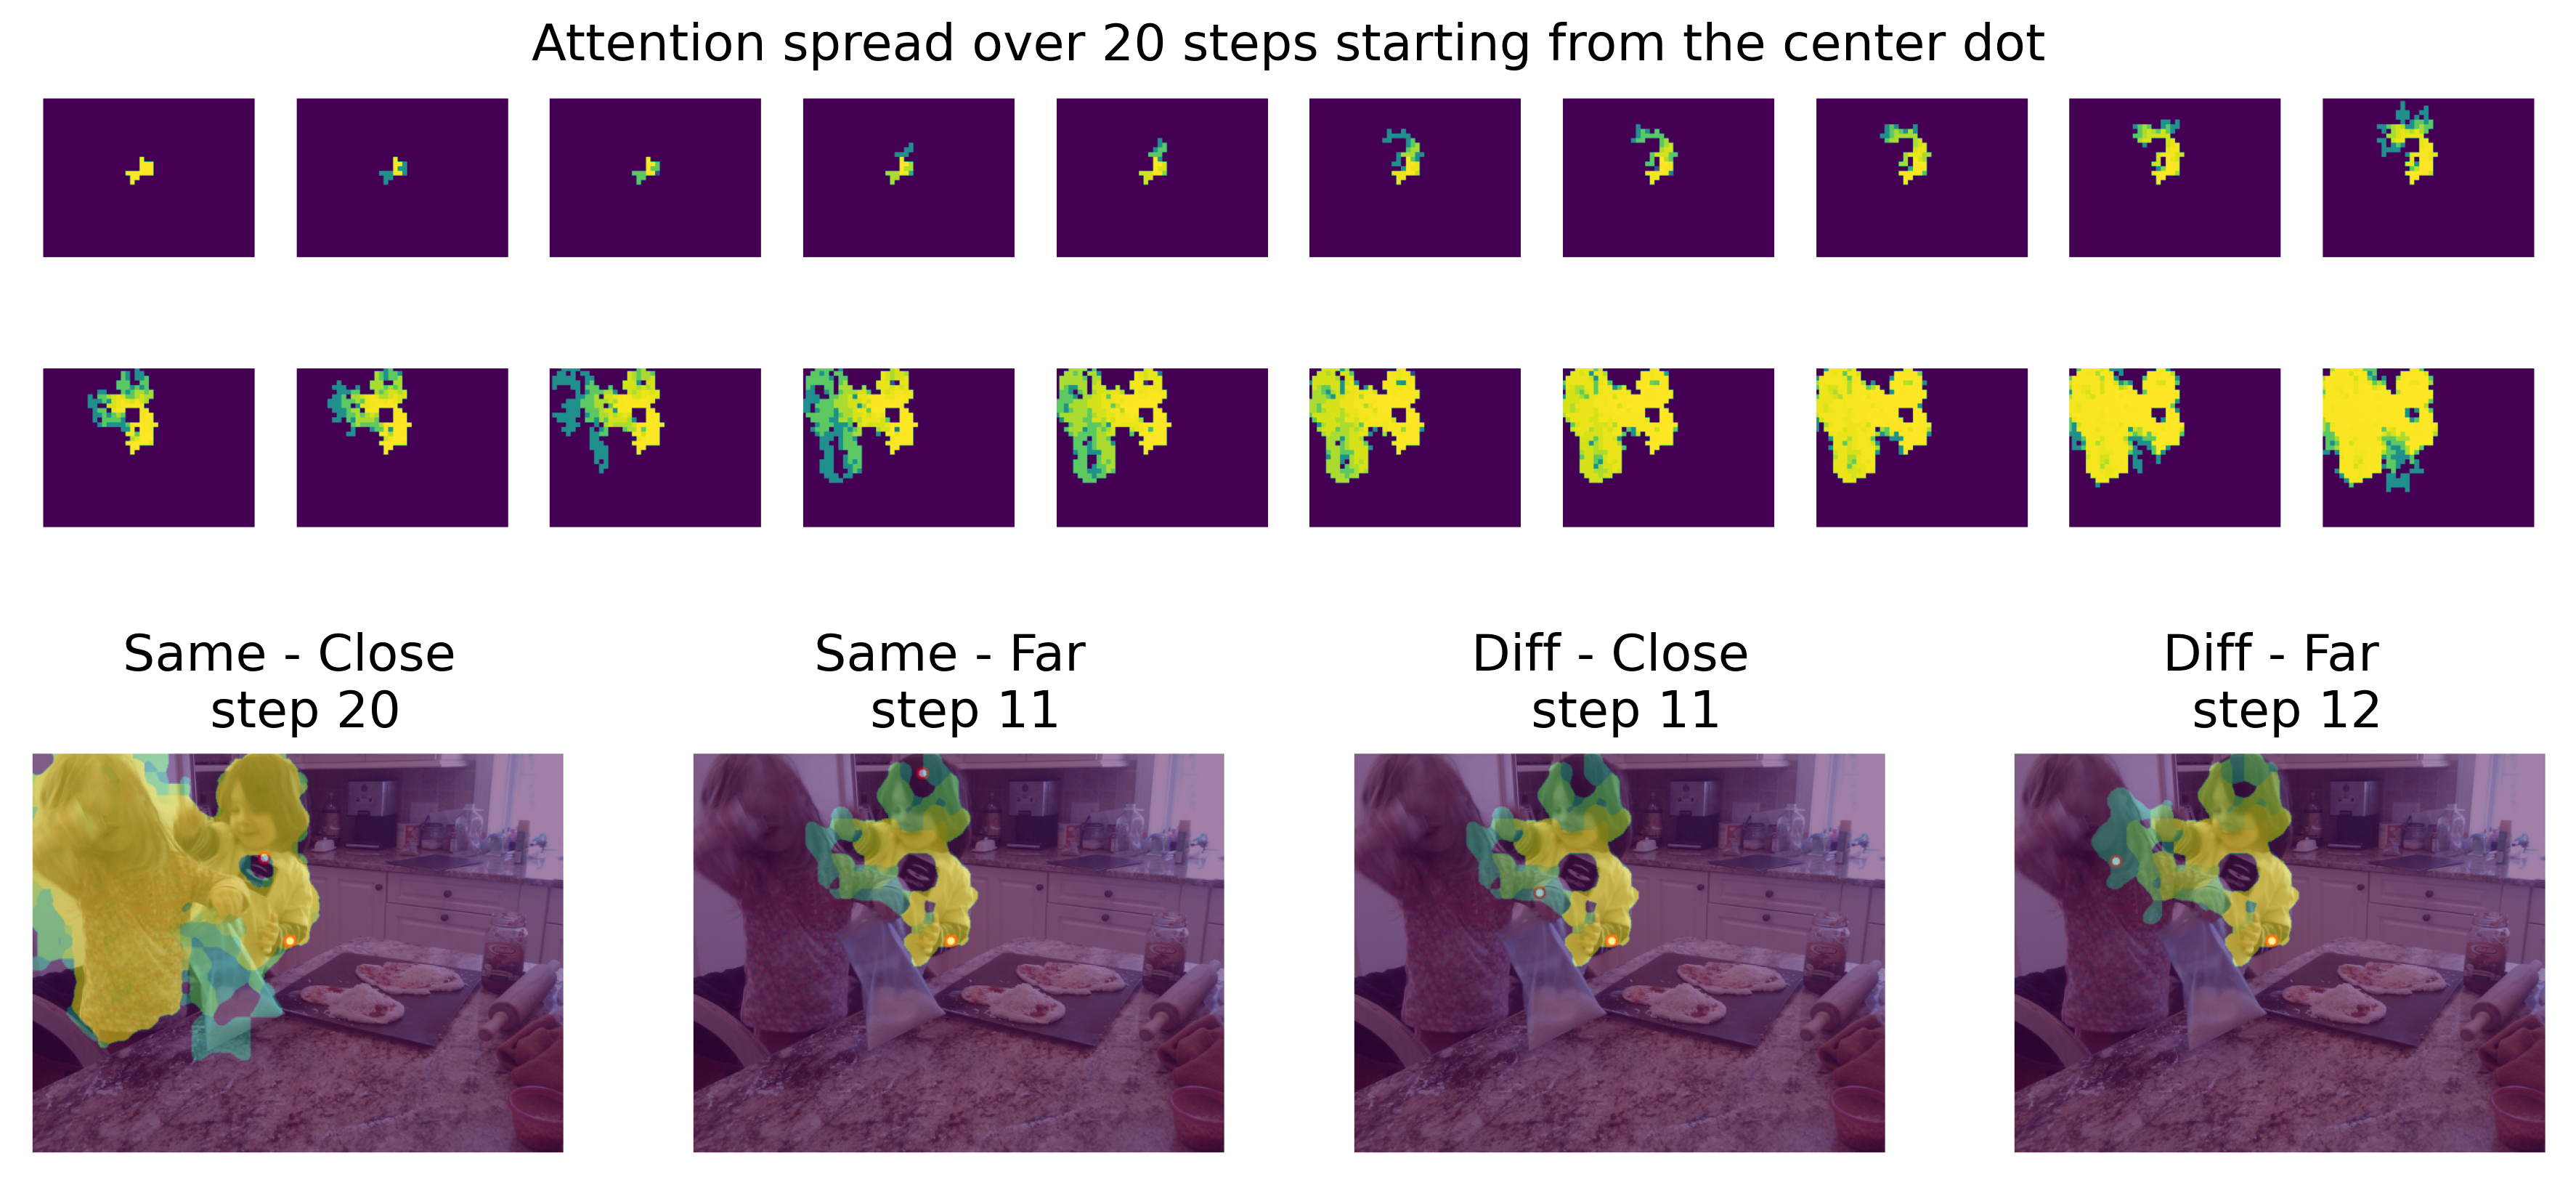 Attention spread over 20 steps starting from the center dot
Same - Close
step 20
Same - Far
step 11
Diff - Close
step 11
Diff - Far
step 12